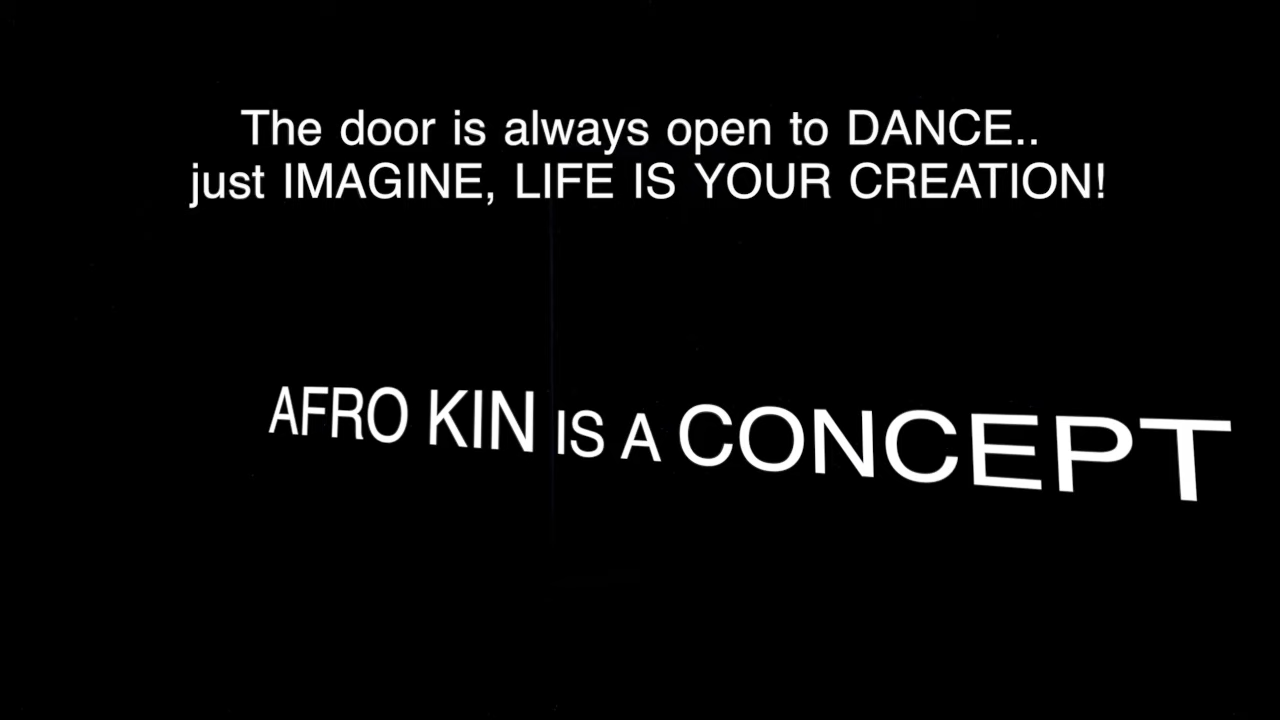 The door is always open to DANCE..
just IMAGINE, LIFE IS YOUR CREATION!
AFRO KIN IS A CONCEPT